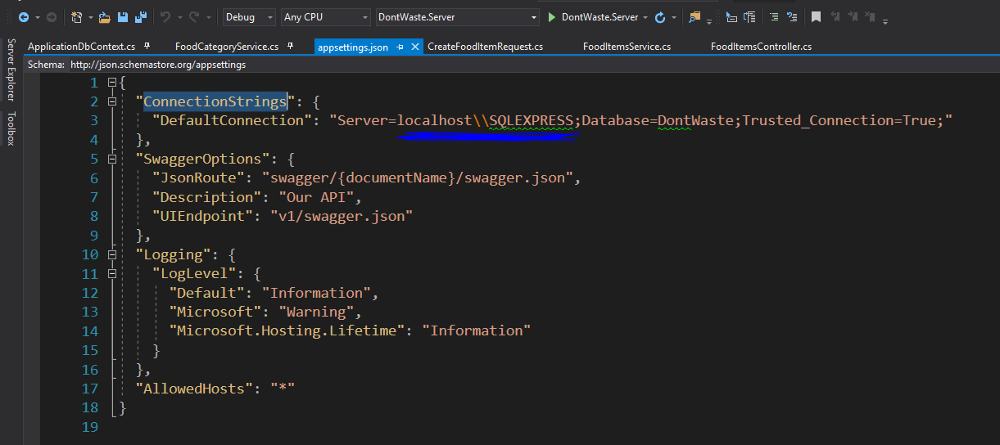 Debug Any CPU DontWaste.Server DontWaste.Server
ApplicationDbContext.cs FoodCategoryService.cs appsettings.json CreateFoodItemRequest.cs FoodItemsService.cs FoodItemsController.cs
Schema: http://json.schemastore.org/appsettings
Server Explorer
Toolbox
1 {
2 "ConnectionStrings": {
3 "DefaultConnection": "Server=localhost\\SQLEXPRESS;Database=DontWaste;Trusted_Connection=True;"
4 },
5 "SwaggerOptions": {
6 "JsonRoute": "swagger/{documentName}/swagger.json",
7 "Description": "Our API",
8 "UIEndpoint": "v1/swagger.json"
9 },
10 "Logging": {
11 "LogLevel": {
12 "Default": "Information",
13 "Microsoft": "Warning",
14 "Microsoft.Hosting.Lifetime": "Information"
15 }
16 },
17 "AllowedHosts": "*"
18 }
19